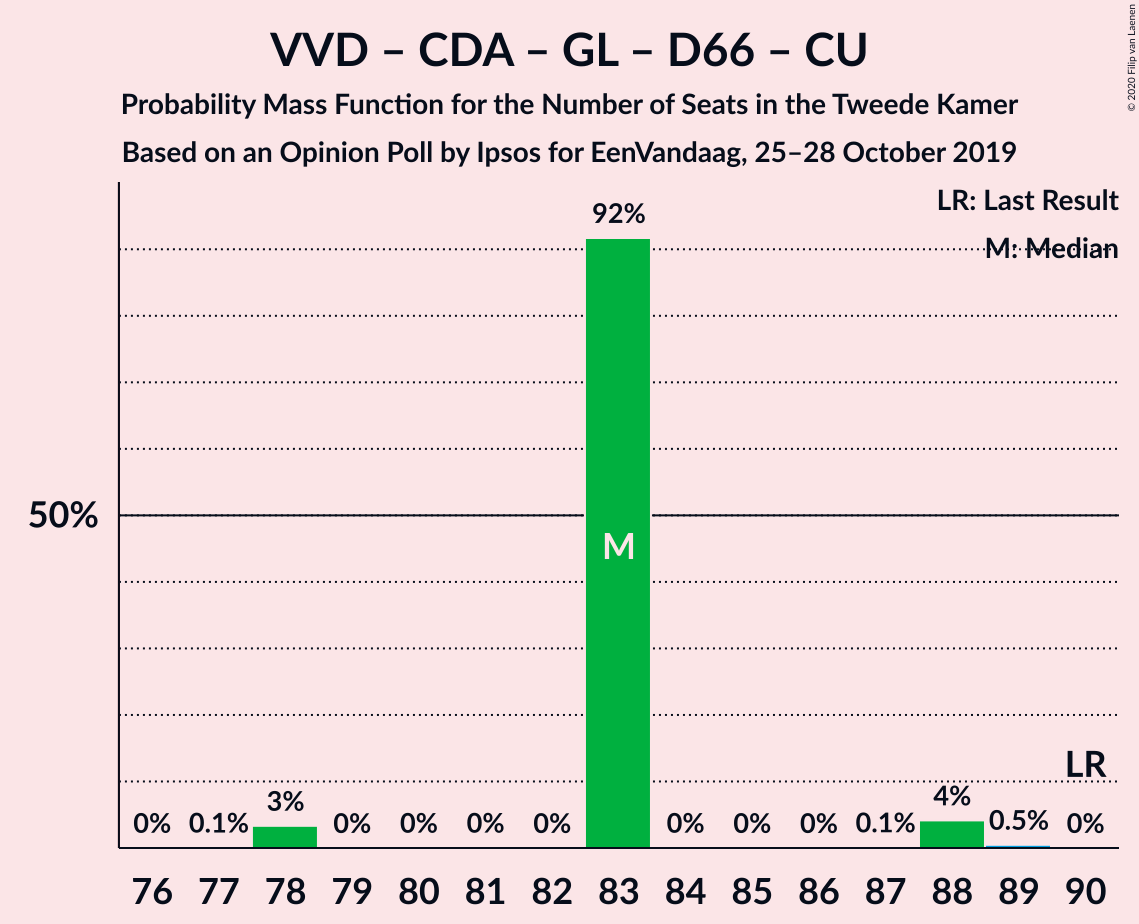 VVD – CDA – GL – D66 – CU
Probability Mass Function for the Number of Seats in the Tweede Kamer
Based on an Opinion Poll by Ipsos for EenVandaag, 25–28 October 2019
© 2020 Filip van Laenen
LR: Last Result
M: Median
92%
50%
M
LR
0% 0.1% 3% 0% 0% 0% 0% 0% 0% 0% 0.1% 4% 0.5% 0%
76 77 78 79 80 81 82 83 84 85 86 87 88 89 90